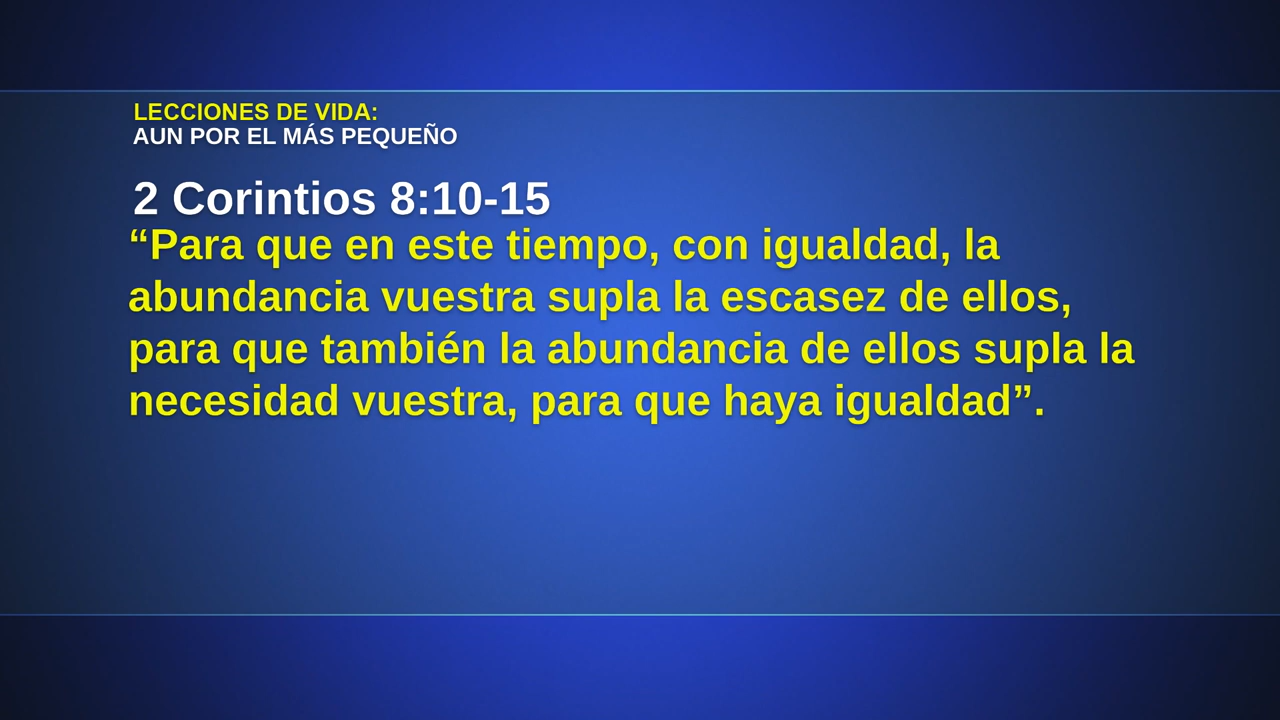 LECCIONES DE VIDA:
AUN POR EL MÁS PEQUEÑO
2 Corintios 8:10-15
“Para que en este tiempo, con igualdad, la
abundancia vuestra supla la escasez de ellos,
para que también la abundancia de ellos supla la
necesidad vuestra, para que haya igualdad”.